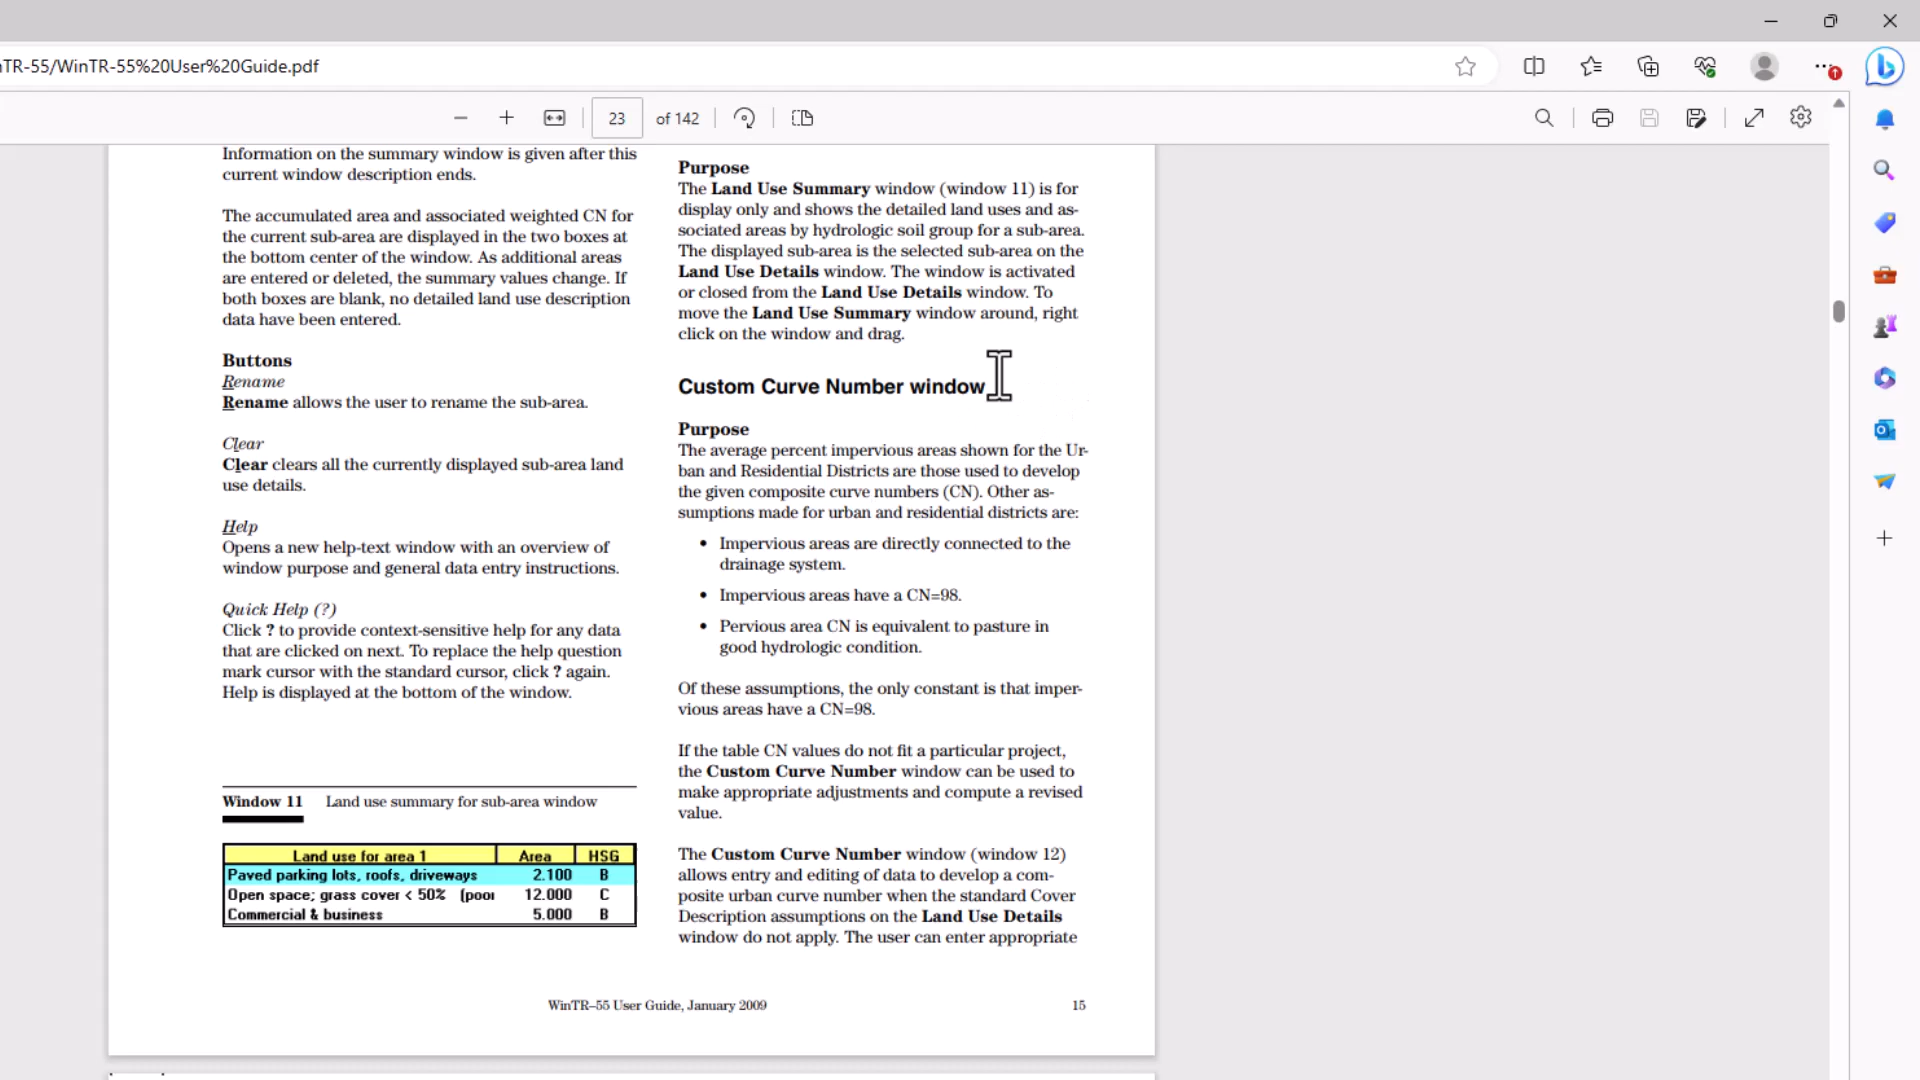 nTR-55/WinTR-55%20User%20Guide.pdf
23 of 142
Information on the summary window is given after this
current window description ends.
The accumulated area and associated weighted CN for
the current sub-area are displayed in the two boxes at
the bottom center of the window. As additional areas
are entered or deleted, the summary values change. If
both boxes are blank, no detailed land use description
data have been entered.
Buttons
Rename
Rename allows the user to rename the sub-area.
Clear
Clear clears all the currently displayed sub-area land
use details.
Help
Opens a new help-text window with an overview of
window purpose and general data entry instructions.
Quick Help (?)
Click ? to provide context-sensitive help for any data
that are clicked on next. To replace the help question
mark cursor with the standard cursor, click ? again.
Help is displayed at the bottom of the window.
Window 11 Land use summary for sub-area window
Land use for area 1 Area HSG
Paved parking lots, roofs, driveways 2.100 B
Open space; grass cover < 50% (poor 12.000 C
Commercial & business 5.000 B
Purpose
The Land Use Summary window (window 11) is for
display only and shows the detailed land uses and as-
sociated areas by hydrologic soil group for a sub-area.
The displayed sub-area is the selected sub-area on the
Land Use Details window. The window is activated
or closed from the Land Use Details window. To
move the Land Use Summary window around, right
click on the window and drag.
Custom Curve Number window
Purpose
The average percent impervious areas shown for the Ur-
ban and Residential Districts are those used to develop
the given composite curve numbers (CN). Other as-
sumptions made for urban and residential districts are:
• Impervious areas are directly connected to the
drainage system.
• Impervious areas have a CN=98.
• Pervious area CN is equivalent to pasture in
good hydrologic condition.
Of these assumptions, the only constant is that imper-
vious areas have a CN=98.
If the table CN values do not fit a particular project,
the Custom Curve Number window can be used to
make appropriate adjustments and compute a revised
value.
The Custom Curve Number window (window 12)
allows entry and editing of data to develop a com-
posite urban curve number when the standard Cover
Description assumptions on the Land Use Details
window do not apply. The user can enter appropriate
WinTR–55 User Guide, January 2009 15